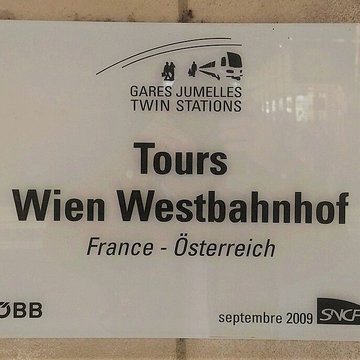 GARES JUMELLES
TWIN STATIONS
Tours
Wien Westbahnhof
France - Österreich
ÖBB
septembre 2009 SNCF